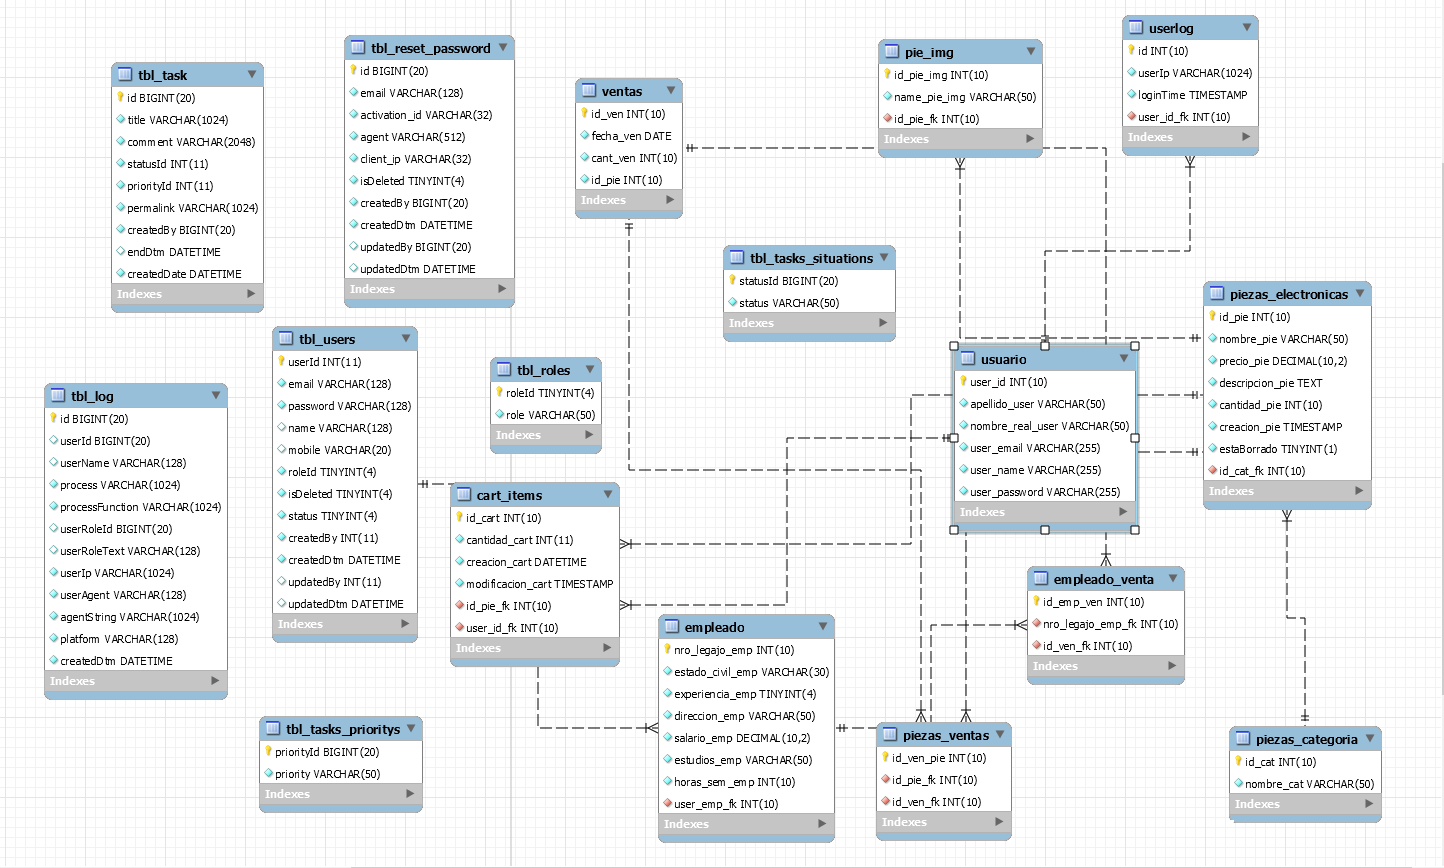 tbl_task
id BIGINT(20)
title VARCHAR(1024)
comment VARCHAR(2048)
statusId INT(11)
priorityId INT(11)
permalink VARCHAR(1024)
createdBy BIGINT(20)
endDtm DATETIME
createdDate DATETIME
Indexes
tbl_reset_password
id BIGINT(20)
email VARCHAR(128)
activation_id VARCHAR(32)
agent VARCHAR(512)
client_ip VARCHAR(32)
isDeleted TINYINT(4)
createdBy BIGINT(20)
createdDtm DATETIME
updatedBy BIGINT(20)
updatedDtm DATETIME
Indexes
ventas
id_ven INT(10)
fecha_ven DATE
cant_ven INT(10)
id_pie INT(10)
Indexes
pie_img
id_pie_img INT(10)
name_pie_img VARCHAR(50)
id_pie_fk INT(10)
Indexes
userlog
id INT(10)
userIp VARCHAR(1024)
loginTime TIMESTAMP
user_id_fk INT(10)
Indexes
tbl_tasks_situations
statusId BIGINT(20)
status VARCHAR(50)
Indexes
piezas_electronicas
id_pie INT(10)
nombre_pie VARCHAR(50)
precio_pie DECIMAL(10,2)
descripcion_pie TEXT
cantidad_pie INT(10)
creacion_pie TIMESTAMP
estaBorrado TINYINT(1)
id_cat_fk INT(10)
Indexes
tbl_users
userId INT(11)
email VARCHAR(128)
password VARCHAR(128)
name VARCHAR(128)
mobile VARCHAR(20)
roleId TINYINT(4)
isDeleted TINYINT(4)
status TINYINT(4)
createdBy INT(11)
createdDtm DATETIME
updatedBy INT(11)
updatedDtm DATETIME
Indexes
tbl_roles
roleId TINYINT(4)
role VARCHAR(50)
Indexes
usuario
user_id INT(10)
apellido_user VARCHAR(50)
nombre_real_user VARCHAR(50)
user_email VARCHAR(255)
user_name VARCHAR(255)
user_password VARCHAR(255)
Indexes
tbl_log
id BIGINT(20)
userId BIGINT(20)
userName VARCHAR(128)
process VARCHAR(1024)
processFunction VARCHAR(1024)
userRoleId BIGINT(20)
userRoleText VARCHAR(128)
userIp VARCHAR(1024)
userAgent VARCHAR(128)
agentString VARCHAR(1024)
platform VARCHAR(128)
createdDtm DATETIME
Indexes
cart_items
id_cart INT(10)
cantidad_cart INT(11)
creacion_cart DATETIME
modificacion_cart TIMESTAMP
id_pie_fk INT(10)
user_id_fk INT(10)
Indexes
empleado_venta
id_emp_ven INT(10)
nro_legajo_emp_fk INT(10)
id_ven_fk INT(10)
Indexes
empleado
nro_legajo_emp INT(10)
estado_civil_emp VARCHAR(30)
experiencia_emp TINYINT(4)
direccion_emp VARCHAR(50)
salario_emp DECIMAL(10,2)
estudios_emp VARCHAR(50)
horas_sem_emp INT(10)
user_emp_fk INT(10)
Indexes
tbl_tasks_prioritys
priorityId BIGINT(20)
priority VARCHAR(50)
Indexes
piezas_ventas
id_ven_pie INT(10)
id_pie_fk INT(10)
id_ven_fk INT(10)
Indexes
piezas_categoria
id_cat INT(10)
nombre_cat VARCHAR(50)
Indexes